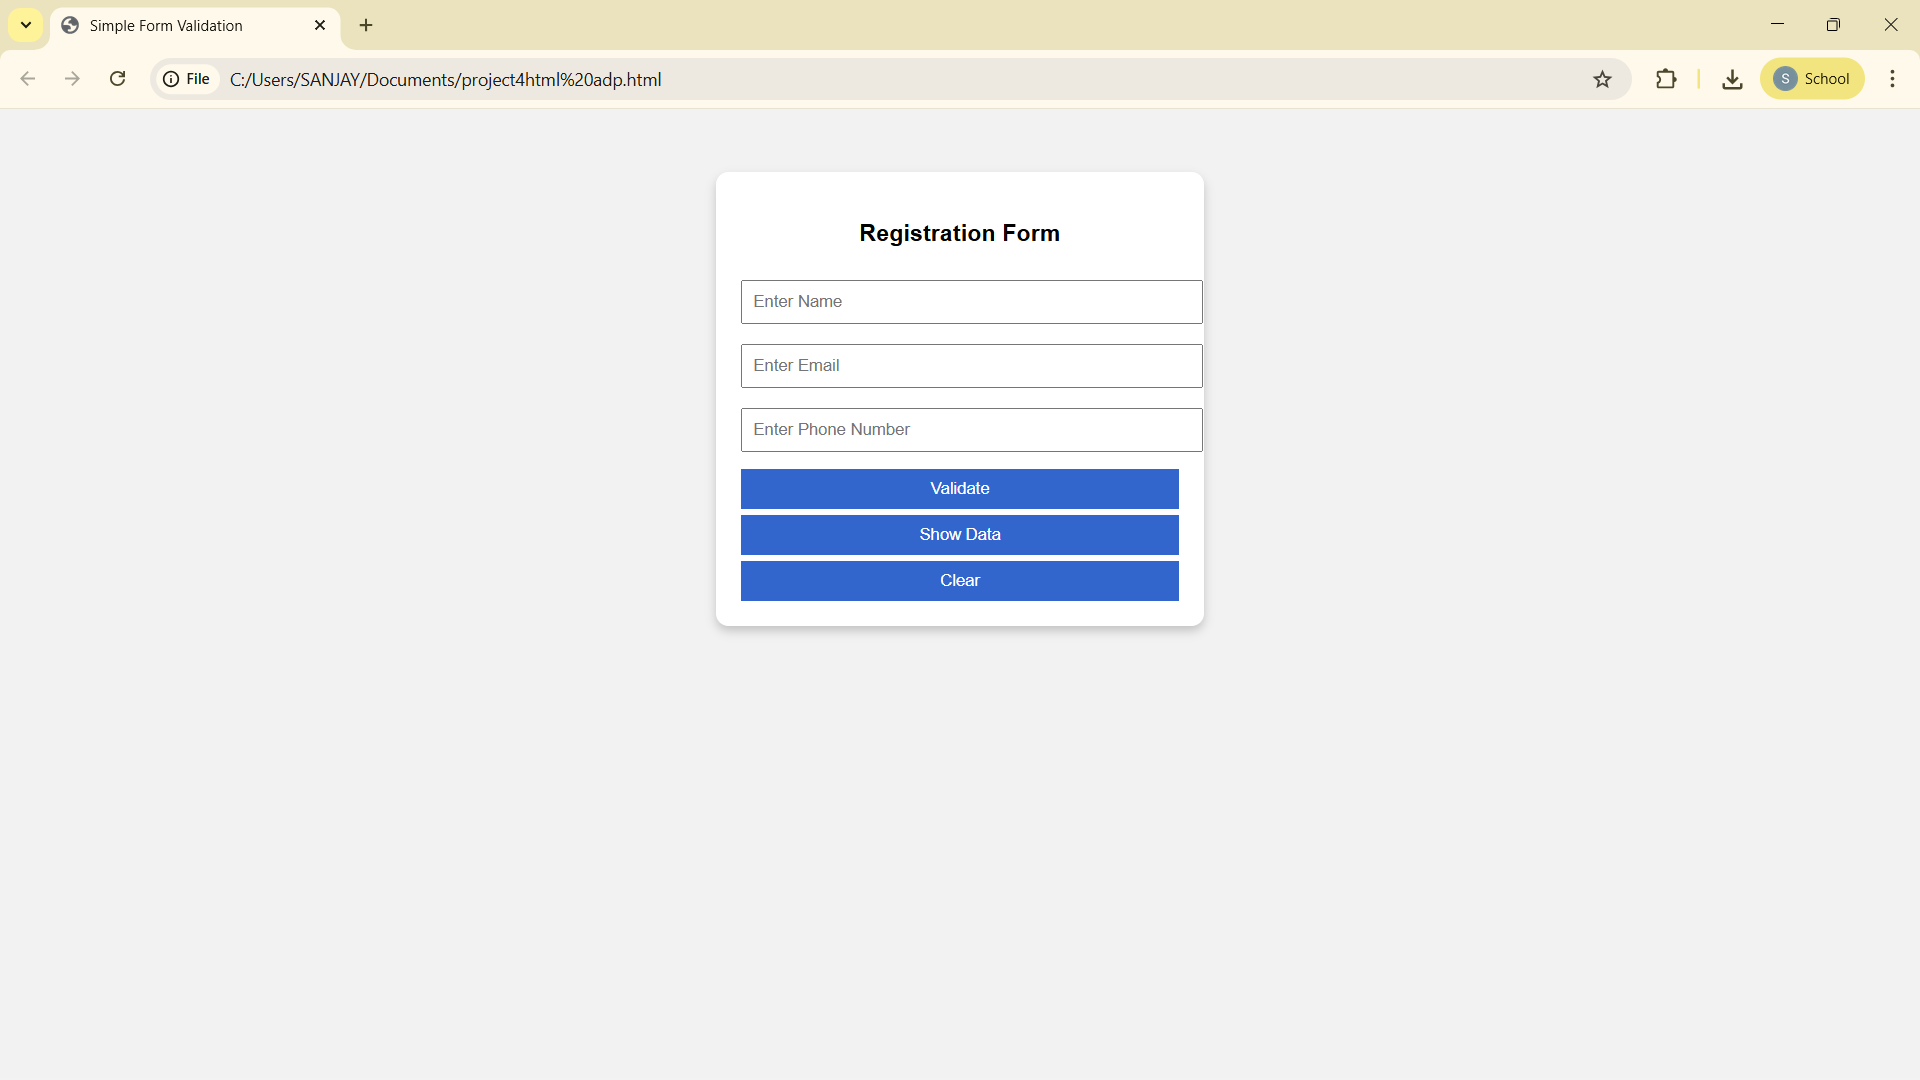 Simple Form Validation
File C:/Users/SANJAY/Documents/project4html%20adp.html
S School
Registration Form
Enter Name
Enter Email
Enter Phone Number
Validate
Show Data
Clear